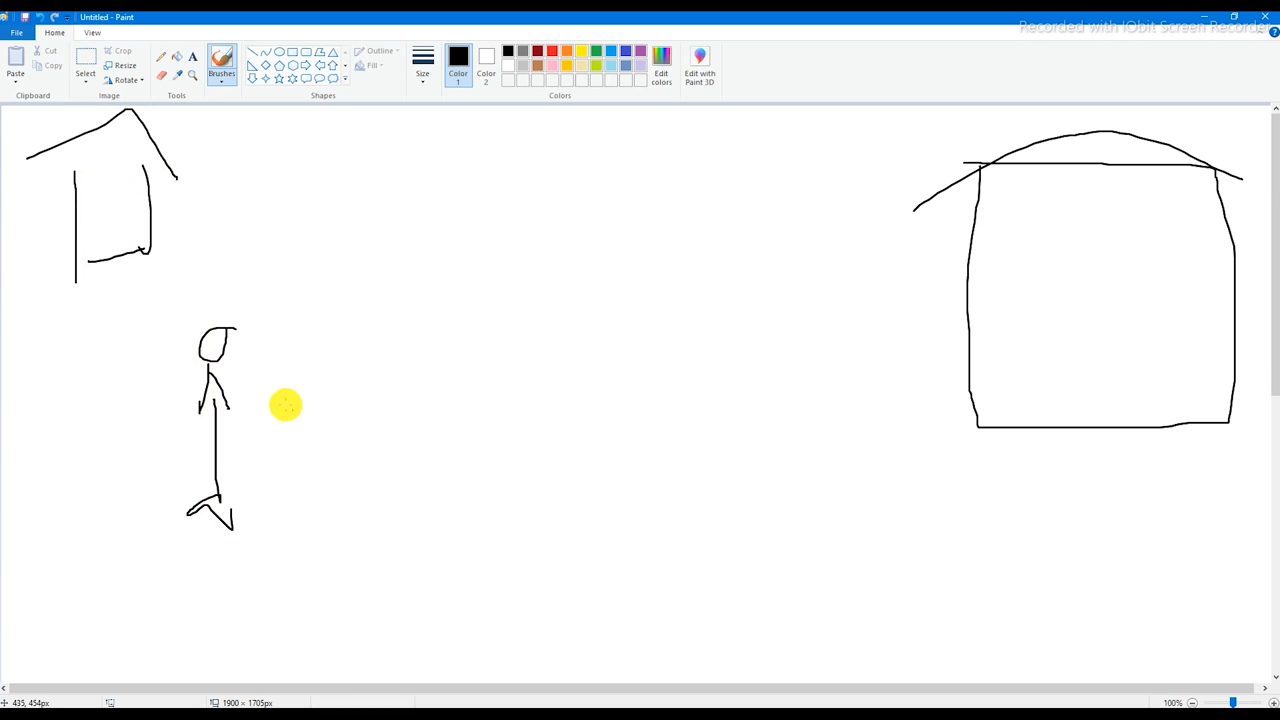 Untitled - Paint
Recorded with IObit Screen Recorder
File Home View
Paste Cut Copy Select Crop Resize Rotate Brushes Outline Fill Size Color 1 Color 2 Edit colors Edit with Paint 3D
Clipboard Image Tools Shapes Colors
435, 454px 1900 × 1705px 100%